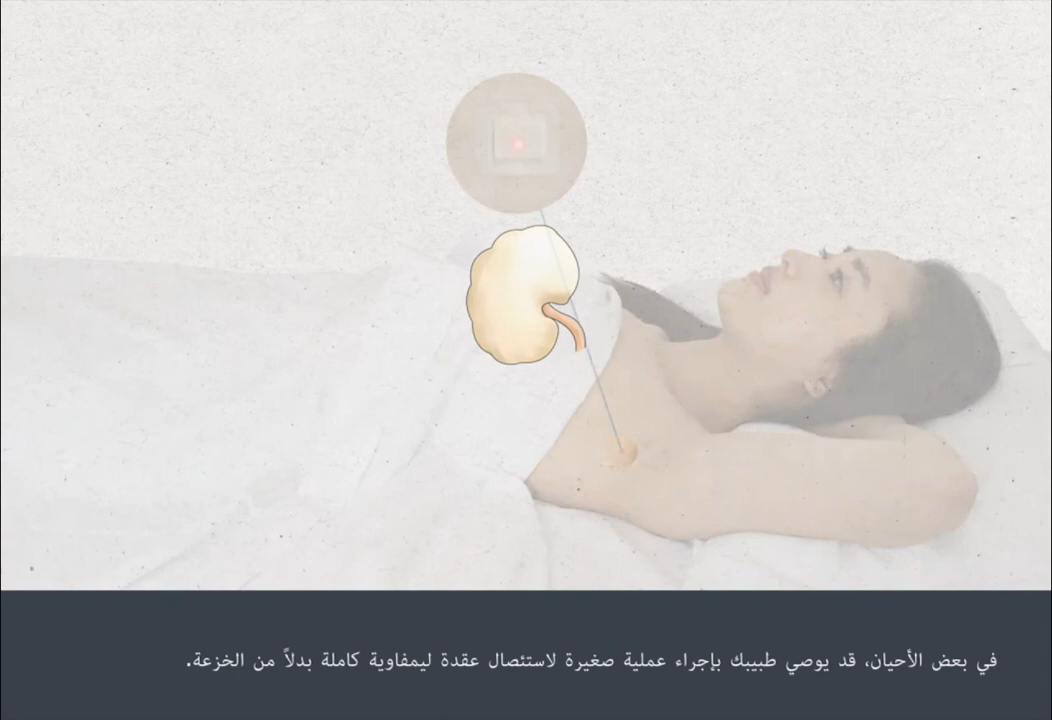 في بعض الأحيان، قد يوصي طبيبك بإجراء عملية صغيرة لاستئصال عقدة ليمفاوية كاملة بدلاً من الخزعة.